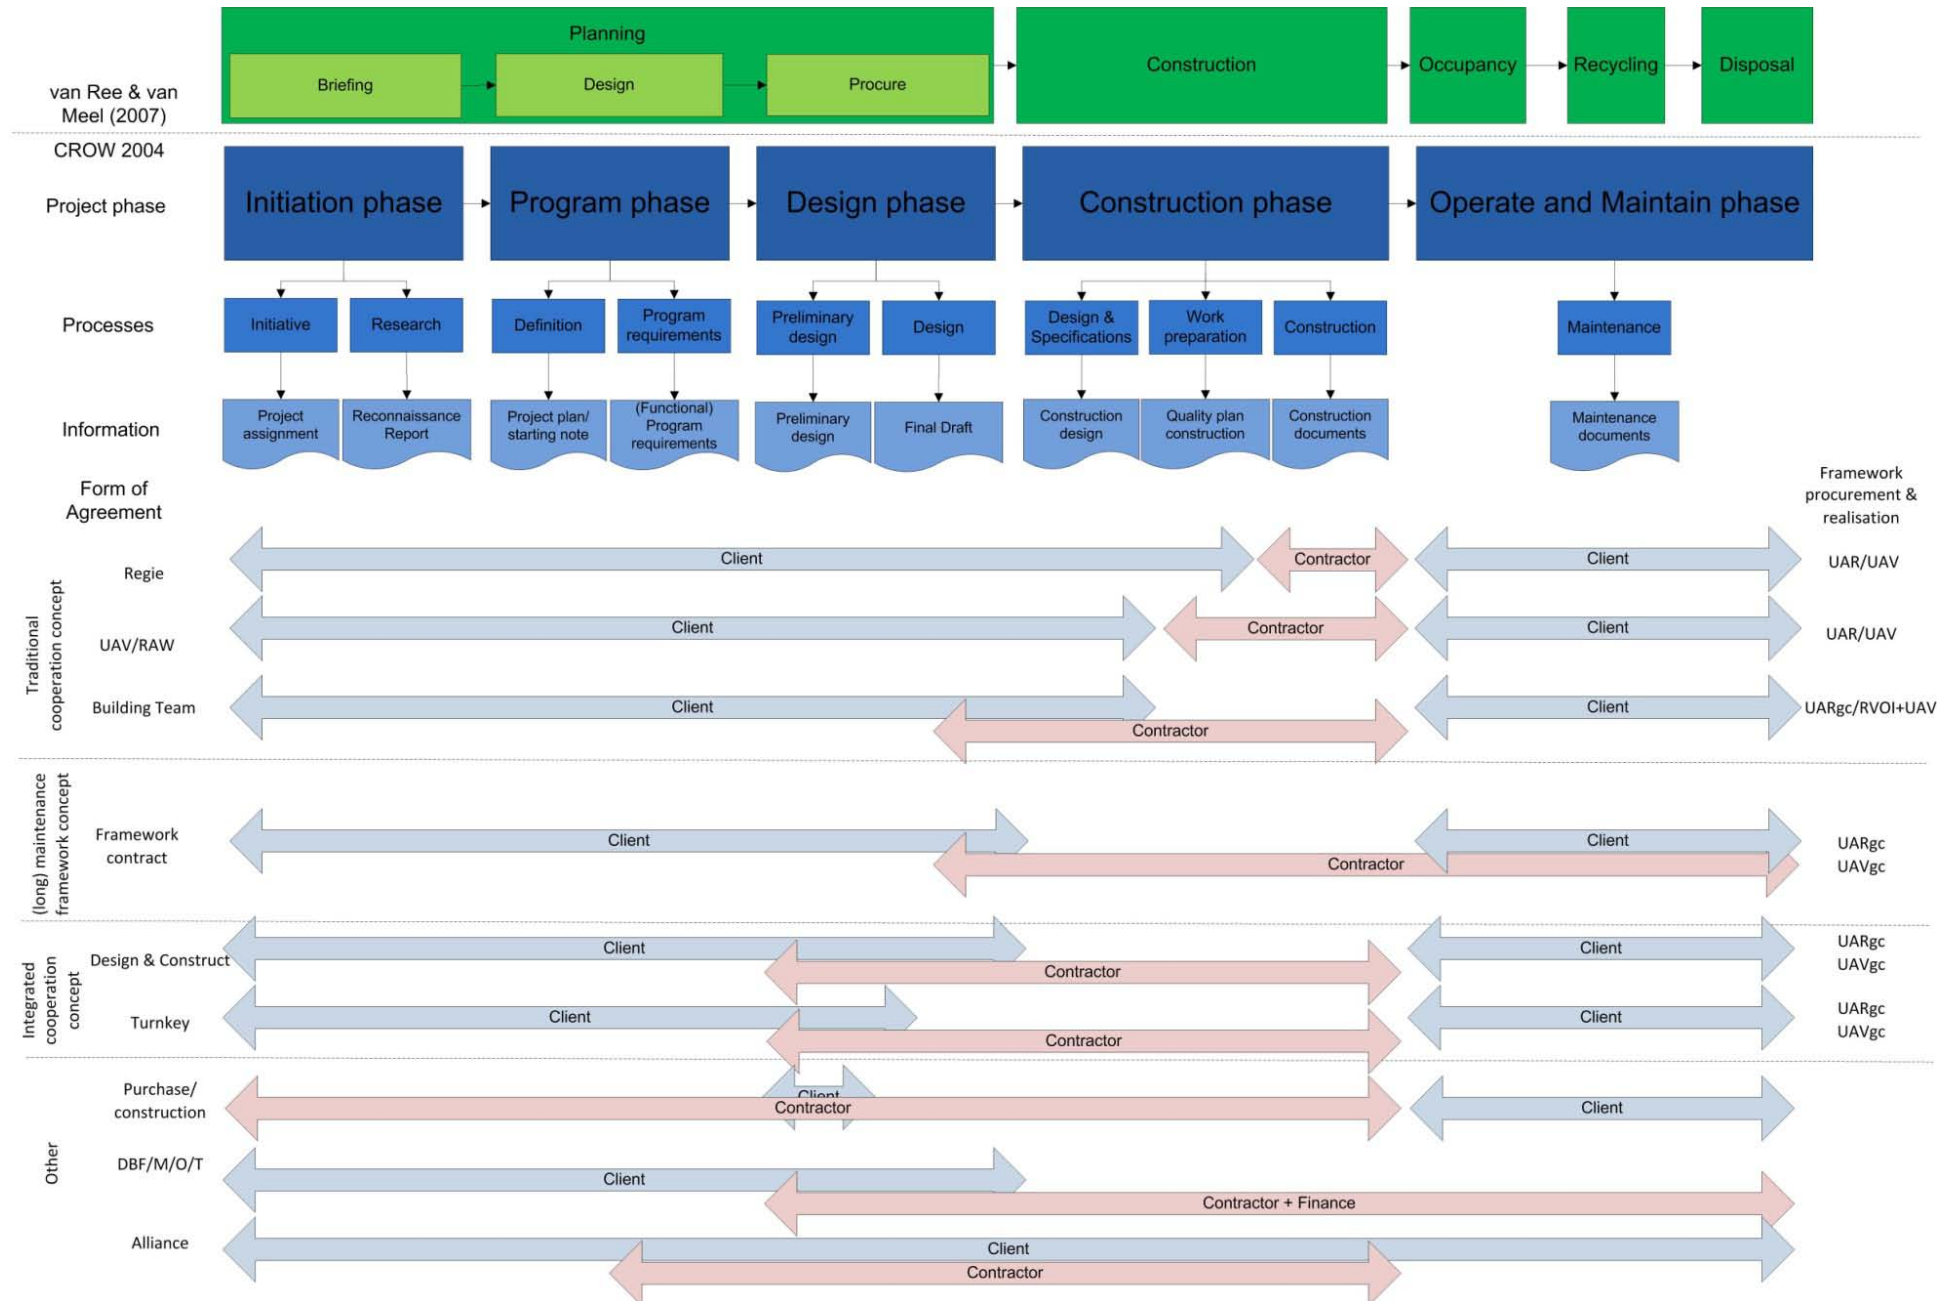 Planning
Briefing
Design
Procure
Construction
Occupancy
Recycling
Disposal
van Ree & van
Meel (2007)
CROW 2004
Project phase
Initiation phase
Program phase
Design phase
Construction phase
Operate and Maintain phase
Processes
Initiative
Research
Definition
Program
requirements
Preliminary
design
Design
Design &
Specifications
Work
preparation
Construction
Maintenance
Information
Project
assignment
Reconnaissance
Report
Project plan/
starting note
(Functional)
Program
requirements
Preliminary
design
Final Draft
Construction
design
Quality plan
construction
Construction
documents
Maintenance
documents
Form of
Agreement
Framework
procurement &
realisation
Traditional
cooperation concept
Regie
Client
Contractor
Client
UAR/UAV
UAV/RAW
Client
Contractor
Client
UAR/UAV
Building Team
Client
Contractor
Client
UARgc/RVOI+UAV
(long) maintenance
framework concept
Framework
contract
Client
Contractor
Client
UARgc
UAVgc
Integrated
cooperation
concept
Design & Construct
Client
Contractor
Client
UARgc
UAVgc
Turnkey
Client
Contractor
Client
UARgc
UAVgc
Other
Purchase/
construction
Client
Contractor
Client
DBF/M/O/T
Client
Contractor + Finance
Alliance
Client
Contractor